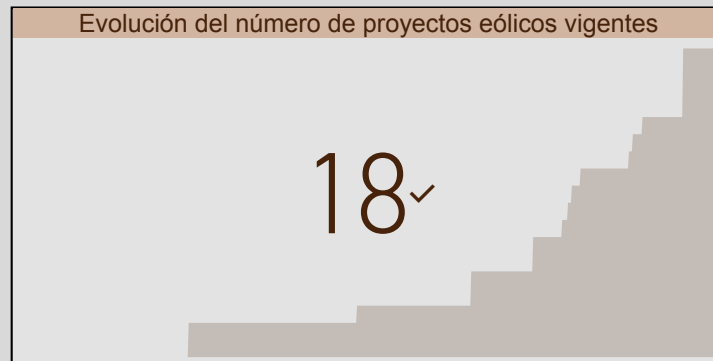 Evolución del número de proyectos eólicos vigentes
18✓